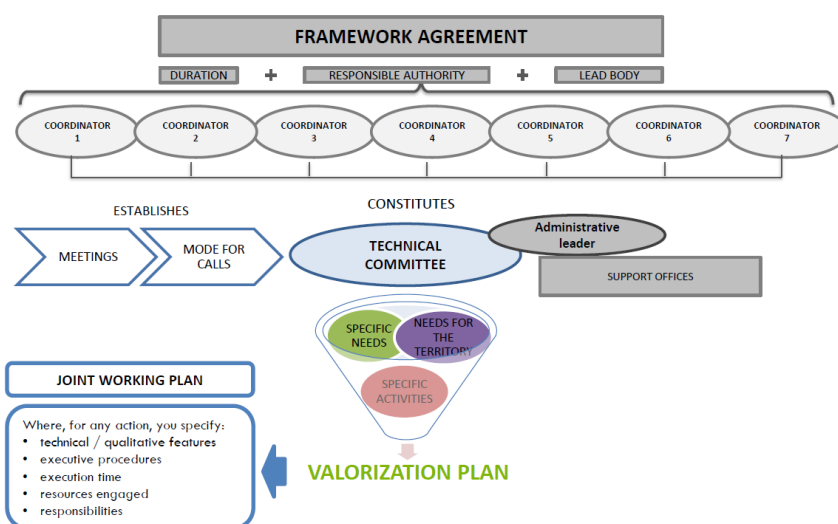 FRAMEWORK AGREEMENT
DURATION + RESPONSIBLE AUTHORITY + LEAD BODY
COORDINATOR
1
COORDINATOR
2
COORDINATOR
3
COORDINATOR
4
COORDINATOR
5
COORDINATOR
6
COORDINATOR
7
ESTABLISHES
CONSTITUTES
MEETINGS
MODE FOR
CALLS
TECHNICAL
COMMITTEE
Administrative
leader
SUPPORT OFFICES
SPECIFIC
NEEDS
NEEDS FOR
THE
TERRITORY
SPECIFIC
ACTIVITIES
VALORIZATION PLAN
JOINT WORKING PLAN
Where, for any action, you specify:
• technical / qualitative features
• executive procedures
• execution time
• resources engaged
• responsibilities